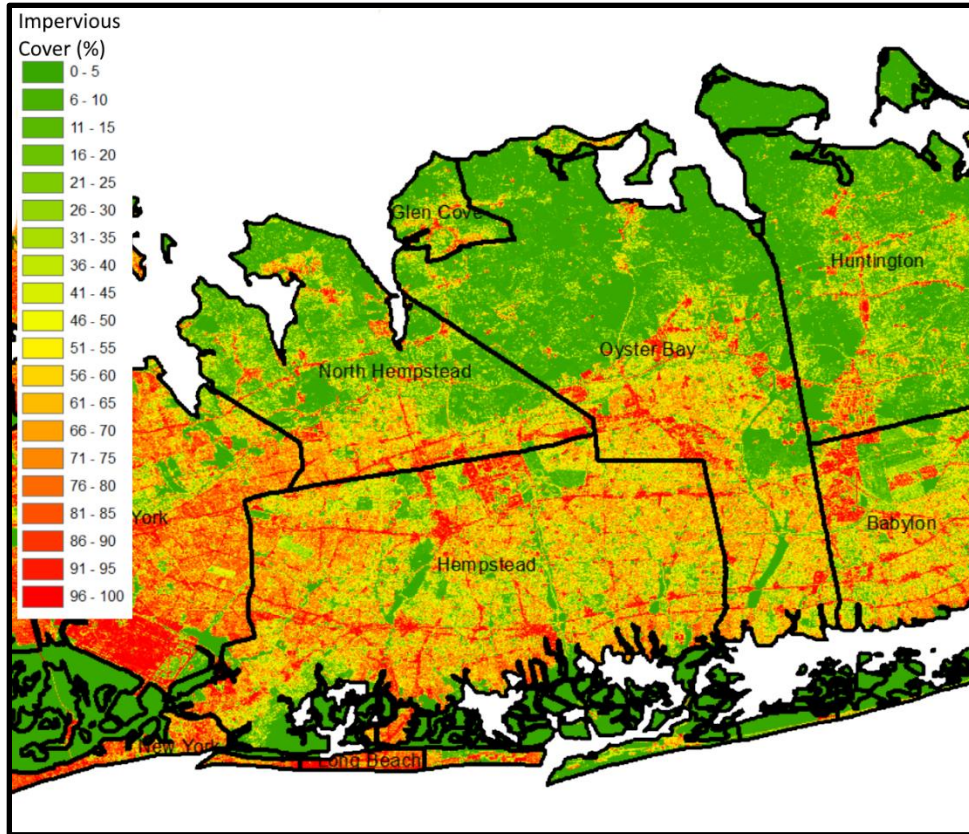 Impervious
Cover (%)
0 - 5
6 - 10
11 - 15
16 - 20
21 - 25
26 - 30
31 - 35
36 - 40
41 - 45
46 - 50
51 - 55
56 - 60
61 - 65
66 - 70
71 - 75
76 - 80
81 - 85
86 - 90
91 - 95
96 - 100
Glen Cove
Huntington
Oyster Bay
North Hempstead
York
Babylon
Hempstead
New York
Long Beach